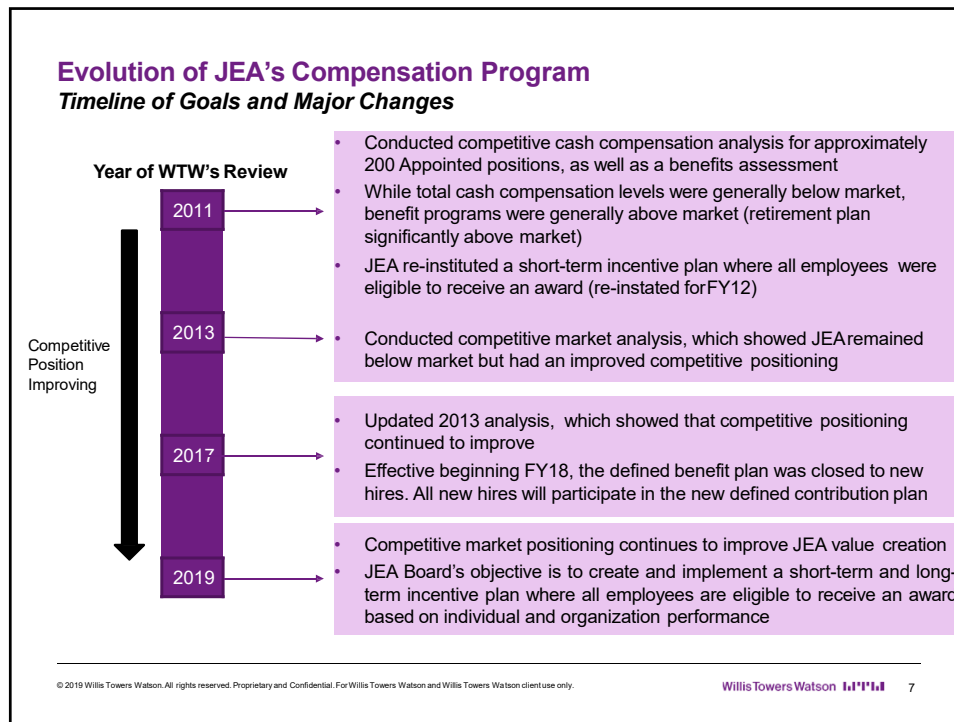 Evolution of JEA's Compensation Program
Timeline of Goals and Major Changes
Year of WTW's Review
2011
• Conducted competitive cash compensation analysis for approximately
200 Appointed positions, as well as a benefits assessment
• While total cash compensation levels were generally below market,
benefit programs were generally above market (retirement plan
significantly above market)
• JEA re-instituted a short-term incentive plan where all employees were
eligible to receive an award (re-instated forFY12)
Competitive
Position
Improving
2013
• Conducted competitive market analysis, which showed JEAremained
below market but had an improved competitive positioning
2017
• Updated 2013 analysis, which showed that competitive positioning
continued to improve
• Effective beginning FY18, the defined benefit plan was closed to new
hires. All new hires will participate in the new defined contribution plan
2019
• Competitive market positioning continues to improve JEA value creation
• JEA Board's objective is to create and implement a short-term and long-
term incentive plan where all employees are eligible to receive an award
based on individual and organization performance
© 2019 Willis Towers Watson. All rights reserved. Proprietary and Confidential. For Willis Towers Watson and Willis Towers Watson client use only.
WillisTowersWatson
7